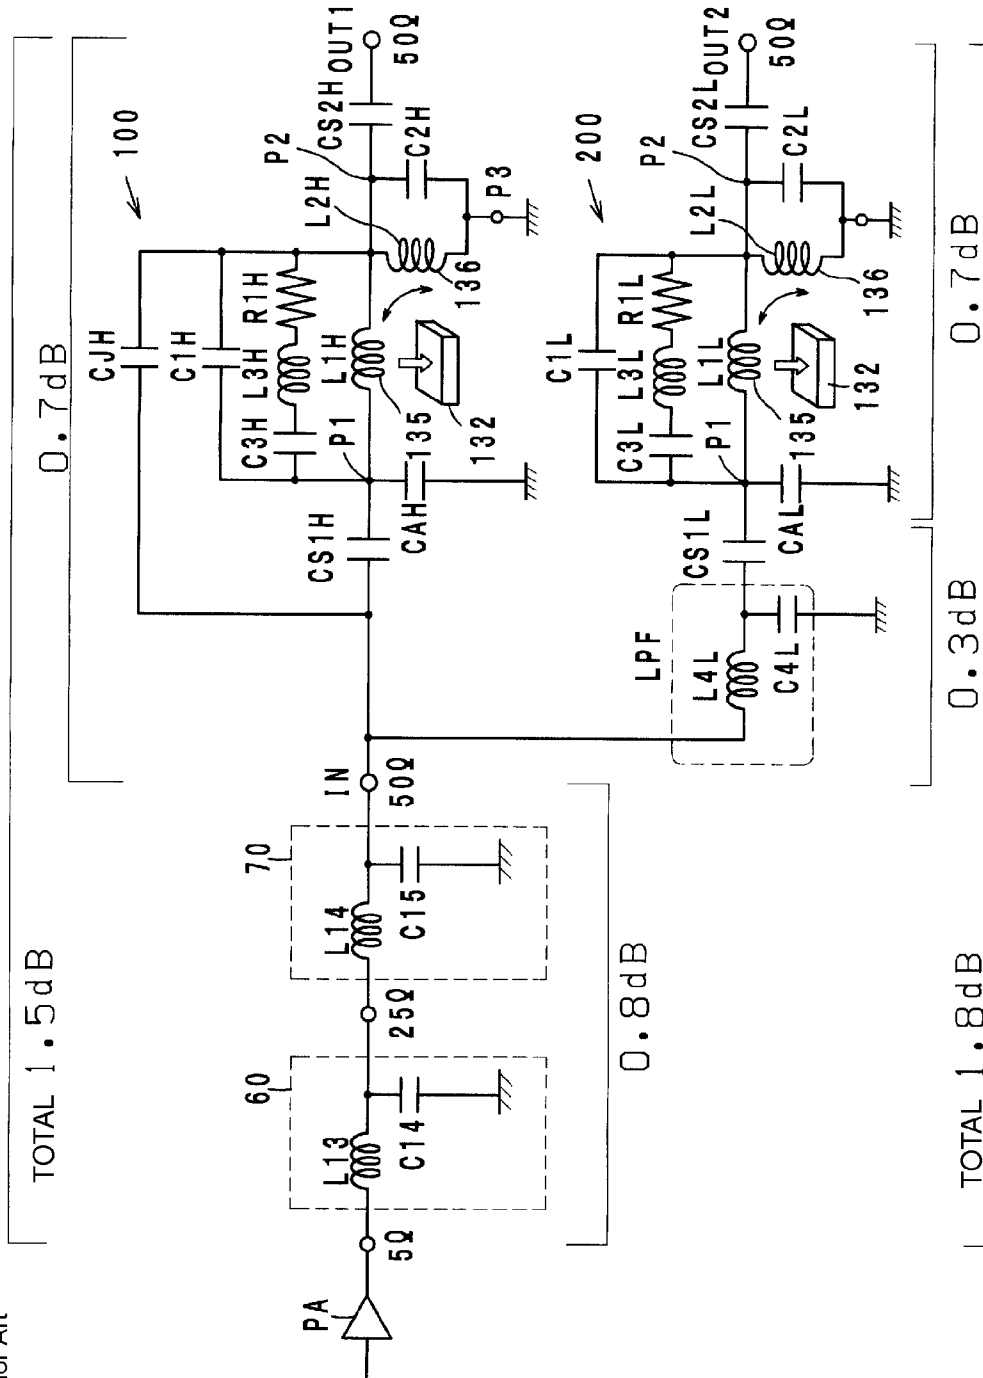 TOTAL 1.5dB
0.7dB
100
CJH
C1H
C3H L3H R1H
P1
L1H
135
132
L2H
136
P2
C2H
P3
CS2H
OUT1
50Ω
CS1H
CAH
PA
5Ω
60
L13
C14
25Ω
70
L14
C15
IN
50Ω
0.8dB
LPF
L4L
C4L
CS1L
CAL
200
C1L
C3L L3L R1L
P1
L1L
135
132
L2L
136
P2
C2L
CS2L
OUT2
50Ω
0.3dB
0.7dB
TOTAL 1.8dB